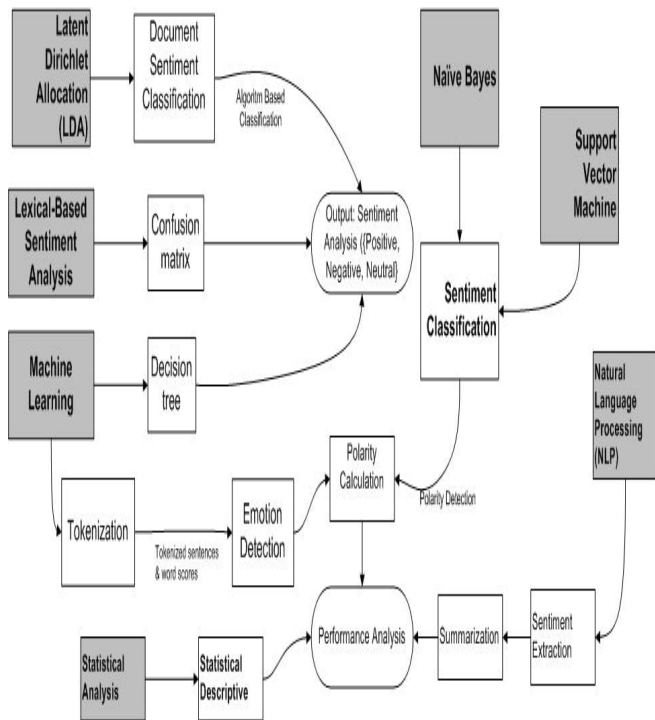 Latent
Dirichlet
Allocation
(LDA)
Document
Sentiment
Classification
Algoritm Based
Classification
Naïve Bayes
Support
Vector
Machine
Lexical-Based
Sentiment
Analysis
Confusion
matrix
Output: Sentiment
Analysis ({Positive,
Negative, Neutral}
Sentiment
Classification
Machine
Learning
Decision
tree
Natural
Language
Processing
(NLP)
Polarity
Calculation
Polarity Detection
Tokenization
Tokenized sentences
& word scores
Emotion
Detection
Performance Analysis
Summarization
Sentiment
Extraction
Statistical
Analysis
Statistical
Descriptive